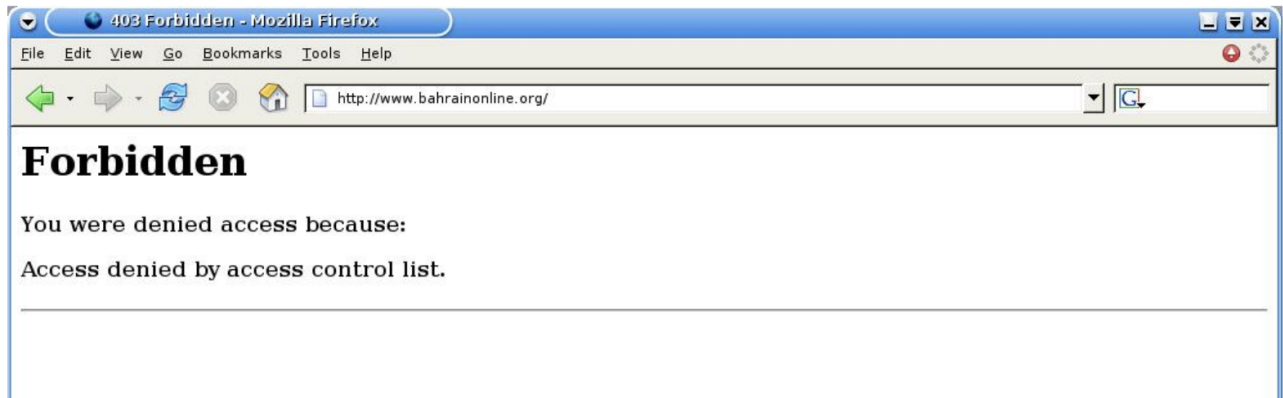 403 Forbidden - Mozilla Firefox
File Edit View Go Bookmarks Tools Help
http://www.bahrainonline.org/ G
Forbidden
You were denied access because:
Access denied by access control list.